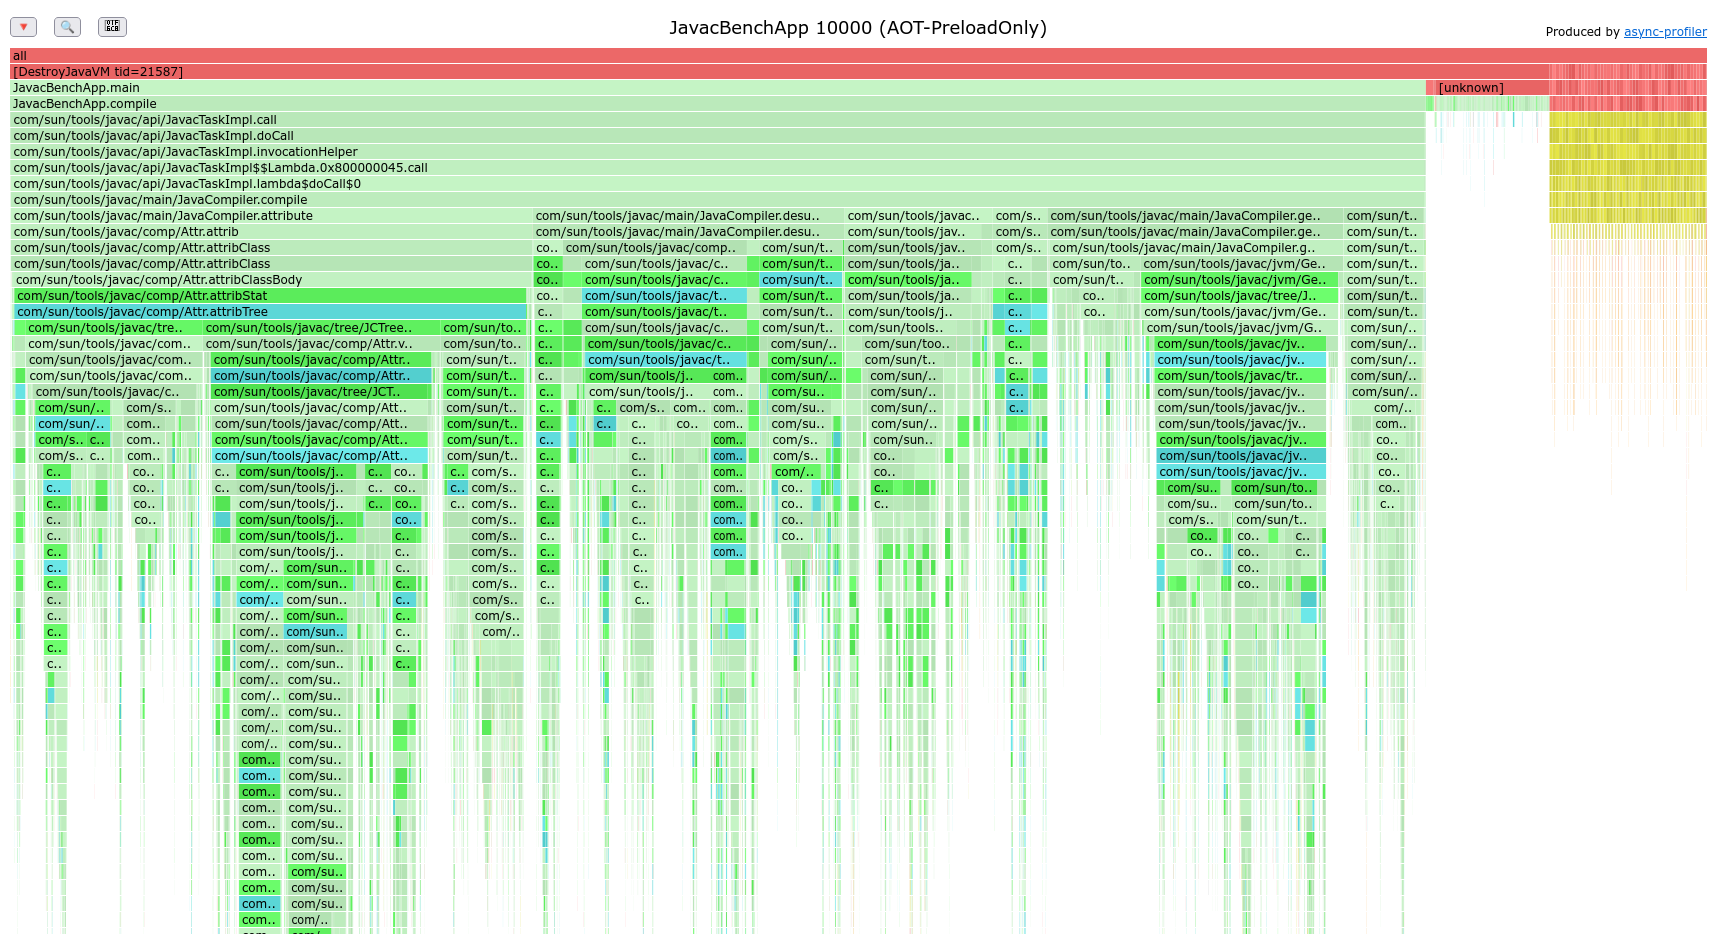 JavacBenchApp 10000 (AOT-PreloadOnly)
Produced by async-profiler
all
[DestroyJavaVM tid=21587]
JavacBenchApp.main [unknown]
JavacBenchApp.compile
com/sun/tools/javac/api/JavacTaskImpl.call
com/sun/tools/javac/api/JavacTaskImpl.doCall
com/sun/tools/javac/api/JavacTaskImpl.invocationHelper
com/sun/tools/javac/api/JavacTaskImpl$$Lambda.0x800000045.call
com/sun/tools/javac/api/JavacTaskImpl.lambda$doCall$0
com/sun/tools/javac/main/JavaCompiler.compile
com/sun/tools/javac/main/JavaCompiler.attribute com/sun/tools/javac/main/JavaCompiler.desu.. com/sun/tools/javac.. com/s.. com/sun/tools/javac/main/JavaCompiler.ge.. com/sun/t..
com/sun/tools/javac/comp/Attr.attrib com/sun/tools/javac/main/JavaCompiler.desu.. com/sun/tools/jav.. com/s.. com/sun/tools/javac/main/JavaCompiler.ge.. com/sun/t..
com/sun/tools/javac/comp/Attr.attribClass co.. com/sun/tools/javac/comp.. com/sun/t.. com/sun/tools/jav.. com/s.. com/sun/tools/javac/main/JavaCompiler.g.. com/sun/t..
com/sun/tools/javac/comp/Attr.attribClass co.. com/sun/tools/javac/c.. com/sun/t.. com/sun/tools/ja.. c.. com/sun/to.. com/sun/tools/javac/jvm/Ge.. com/sun/t..
com/sun/tools/javac/comp/Attr.attribClassBody co.. com/sun/tools/javac/c.. com/sun/t.. com/sun/tools/ja.. c.. com/sun/t.. com/sun/tools/javac/jvm/Ge.. com/sun/t..
com/sun/tools/javac/comp/Attr.attribStat co.. com/sun/tools/javac/t.. com/sun/t.. com/sun/tools/ja.. c.. co.. com/sun/tools/javac/tree/J.. com/sun/t..
com/sun/tools/javac/comp/Attr.attribTree c.. com/sun/tools/javac/t.. com/sun/t.. com/sun/tools/j.. c.. co.. com/sun/tools/javac/jvm/Ge.. com/sun/t..
com/sun/tools/javac/tre.. com/sun/tools/javac/tree/JCTree.. com/sun/to.. c.. com/sun/tools/javac/c.. com/sun/t.. com/sun/tools.. c.. com/sun/tools/javac/jvm/G.. com/sun/..
com/sun/tools/javac/com.. com/sun/tools/javac/comp/Attr.v.. com/sun/to.. c.. com/sun/tools/javac/c.. com/sun/.. com/sun/too.. c.. com/sun/tools/javac/jv.. com/sun/..
com/sun/tools/javac/com.. com/sun/tools/javac/comp/Attr.. com/sun/t.. c.. com/sun/tools/javac/t.. com/sun/.. com/sun/t.. c.. com/sun/tools/javac/jv.. com/sun/..
com/sun/tools/javac/com.. com/sun/tools/javac/comp/Attr.. com/sun/t.. c.. com/sun/tools/j.. com.. com/sun/.. com/sun/.. c.. com/sun/tools/javac/tr.. com/sun/..
com/sun/tools/javac/c.. com/sun/tools/javac/tree/JCT.. com/sun/t.. c.. com/sun/tools/j.. com.. com/su.. com/sun/.. c.. com/sun/tools/javac/jv.. com/sun/..
com/sun/.. com/s.. com/sun/tools/javac/comp/Att.. com/sun/t.. c.. c.. com/s.. com.. com.. com/su.. com/sun/.. c.. com/sun/tools/javac/jv.. com/..
com/sun/.. com.. com/sun/tools/javac/comp/Att.. com/sun/t.. c.. c.. c.. co.. com.. com/su.. com/sun/.. com/sun/tools/javac/jv.. com..
com/s.. c.. com.. com/sun/tools/javac/comp/Att.. com/sun/t.. c.. c.. com.. com/s.. com/sun.. com/sun/tools/javac/jv.. co..
com/s.. c.. com.. com/sun/tools/javac/comp/Att.. com/sun/t.. c.. c.. com.. com/s.. co.. com/sun/tools/javac/jv.. co..
c.. co.. c.. com/sun/tools/j.. c.. co.. c.. com/s.. c.. c.. com.. com/.. co.. com/sun/tools/javac/jv.. co..
c.. co.. c.. com/sun/tools/j.. c.. co.. c.. com/s.. c.. c.. com.. co.. c.. com/su.. com/sun/to.. co..
c.. co.. com/sun/tools/j.. c.. co.. c.. com/s.. c.. c.. com.. co.. c.. com/su.. com/sun/to.. c..
c.. co.. com/sun/tools/j.. co.. com/s.. c.. c.. com.. co.. com/s.. com/sun/t..
c.. com/sun/tools/j.. c.. com/s.. c.. c.. com.. co.. co.. co.. c..
c.. com/sun/tools/j.. c.. com/s.. c.. c.. com.. co.. co.. c..
c.. com/.. com/sun.. c.. com/s.. c.. c.. co..
c.. com/.. com/sun.. c.. com/s.. c.. c.. co..
c.. com/.. com/sun.. c.. com/s.. c.. c..
c.. com/.. com/sun.. c.. com/s..
c.. com/.. com/sun.. c.. com/..
c.. com/.. com/sun.. c..
c.. com/.. com/sun.. c..
com/.. com/su..
com/.. com/su..
com/.. com/su..
com/.. com/su..
com/.. com/su..
com.. com/su..
com.. com/su..
com.. com/su..
com.. com/su..
com.. com/su..
com.. com/su..
com.. com/su..
com.. com/su..
com.. com/su..
com.. com/su..
com.. com/..